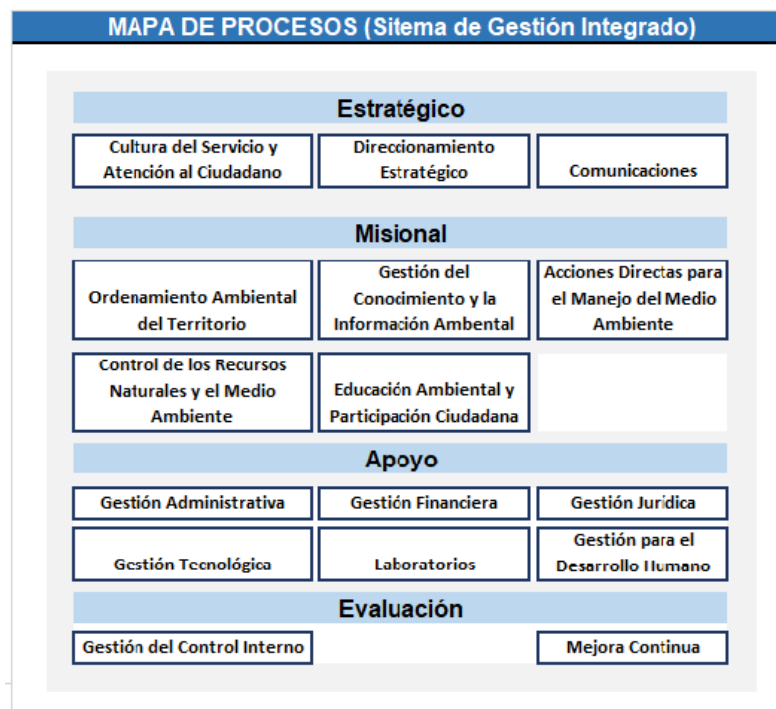 MAPA DE PROCESOS (Sitema de Gestión Integrado)
Estratégico
Cultura del Servicio y
Atención al Ciudadano
Direccionamiento
Estratégico
Comunicaciones
Misional
Ordenamiento Ambiental
del Territorio
Gestión del
Conocimiento y la
Información Ambental
Acciones Directas para
el Manejo del Medio
Ambiente
Control de los Recursos
Naturales y el Medio
Ambiente
Educación Ambiental y
Participación Ciudadana
Apoyo
Gestión Administrativa
Gestión Financiera
Gestión Jurídica
Gestión Tecnológica
Laboratorios
Gestión para el
Desarrollo Humano
Evaluación
Gestión del Control Interno
Mejora Continua